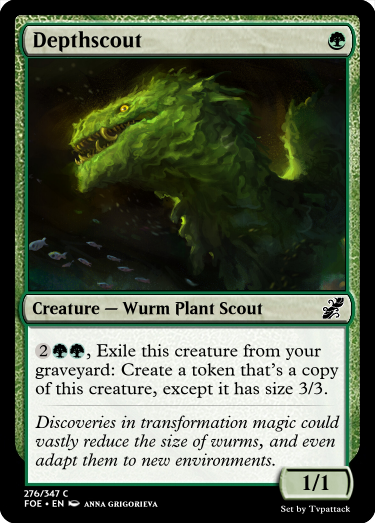 Depthscout
Creature — Wurm Plant Scout
2, Exile this creature from your
graveyard: Create a token that's a copy
of this creature, except it has size 3/3.
Discoveries in transformation magic could
vastly reduce the size of wurms, and even
adapt them to new environments.
1/1
276/347 C
FOE • EN ANNA GRIGORIEVA
Set by Tvpattack